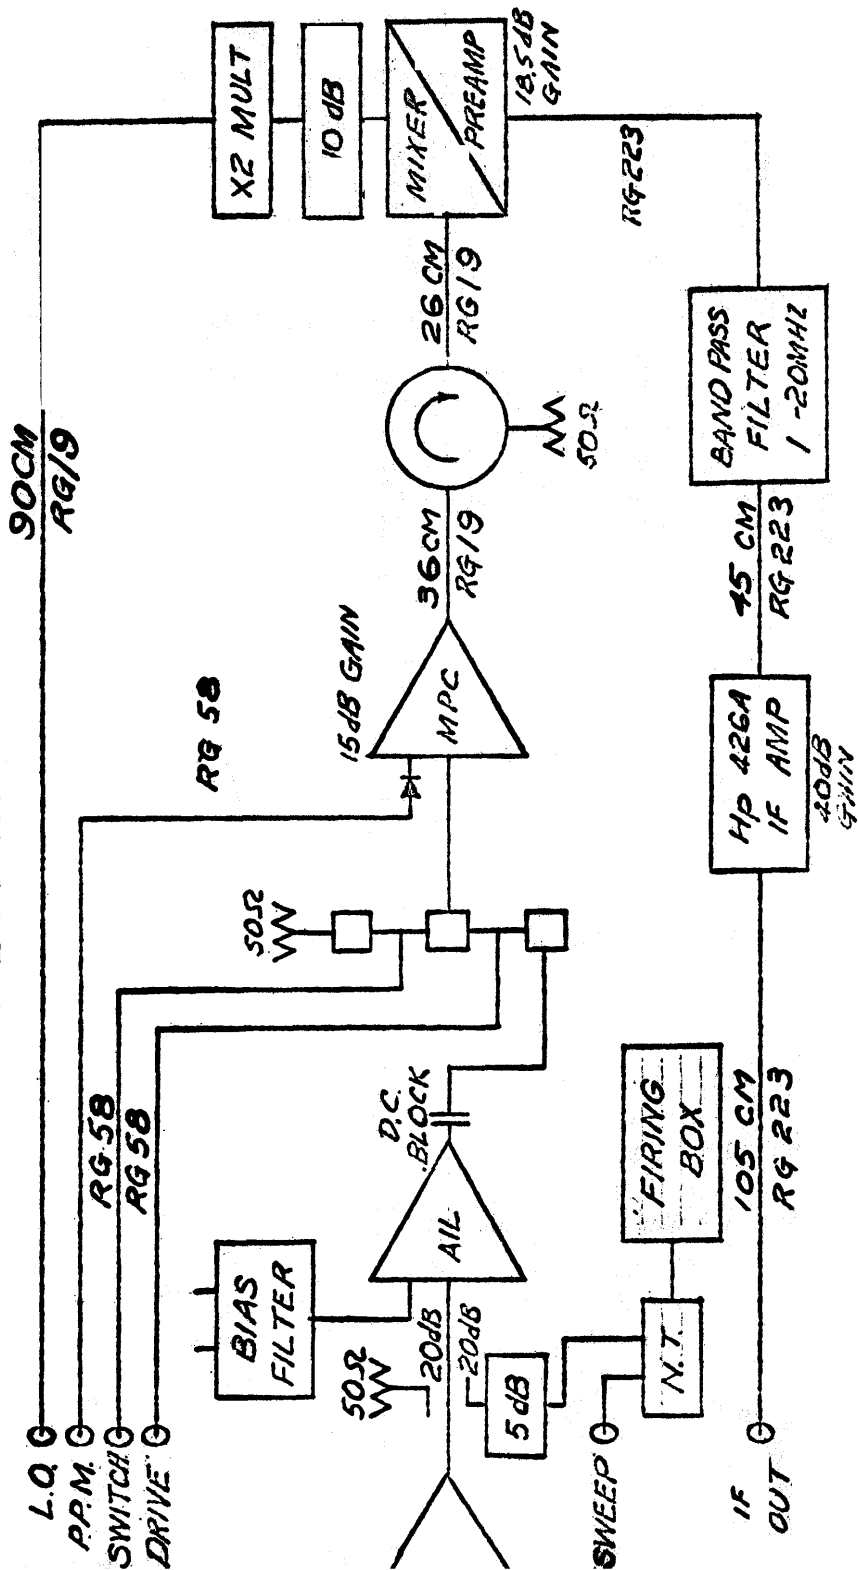 L.O.
P.P.M.
SWITCH
DRIVE
90CM
RG/9
RG 58
RG 58
RG 58
X2 MULT
10 dB
MIXER
PREAMP
18.5dB
GAIN
RG223
26 CM
RG/9
50Ω
36CM
RG/9
15dB GAIN
MPC
50Ω
D.C.
BLOCK
AIL
BIAS
FILTER
50Ω
20dB
20dB
5dB
SWEEP
N.T.
FIRING
BOX
BAND PASS
FILTER
1-20MHZ
45 CM
RG 223
Hp 426A
IF AMP
40dB
GAIN
105 CM
RG 223
IF
OUT